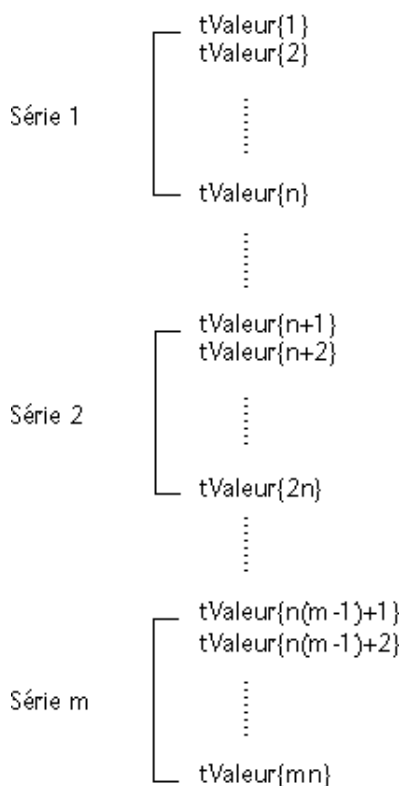 tValeur{1}
tValeur{2}
Série 1
tValeur{n}
tValeur{n+1}
tValeur{n+2}
Série 2
tValeur{2n}
tValeur{n(m-1)+1}
tValeur{n(m-1)+2}
Série m
tValeur{mn}